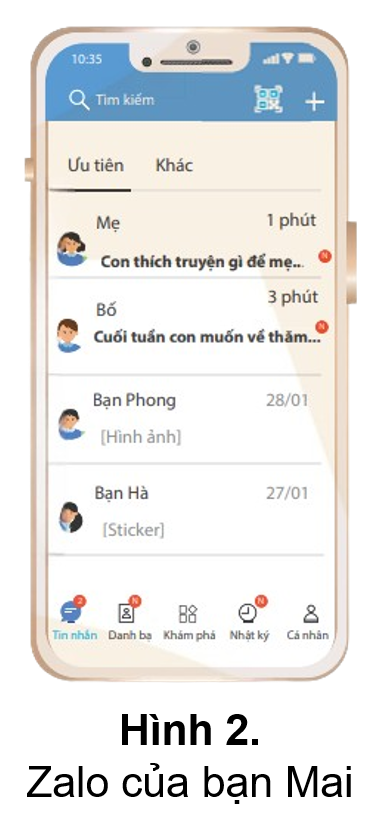 10:35
Tìm kiếm
Ưu tiên Khác
Mẹ 1 phút
Con thích truyện gì để mẹ...
N
3 phút
Bố
N
Cuối tuần con muốn về thăm...
Bạn Phong 28/01
[Hình ảnh]
Bạn Hà 27/01
[Sticker]
2 N N
Tin nhắn Danh bạ Khám phá Nhật ký Cá nhân
Hình 2.
Zalo của bạn Mai